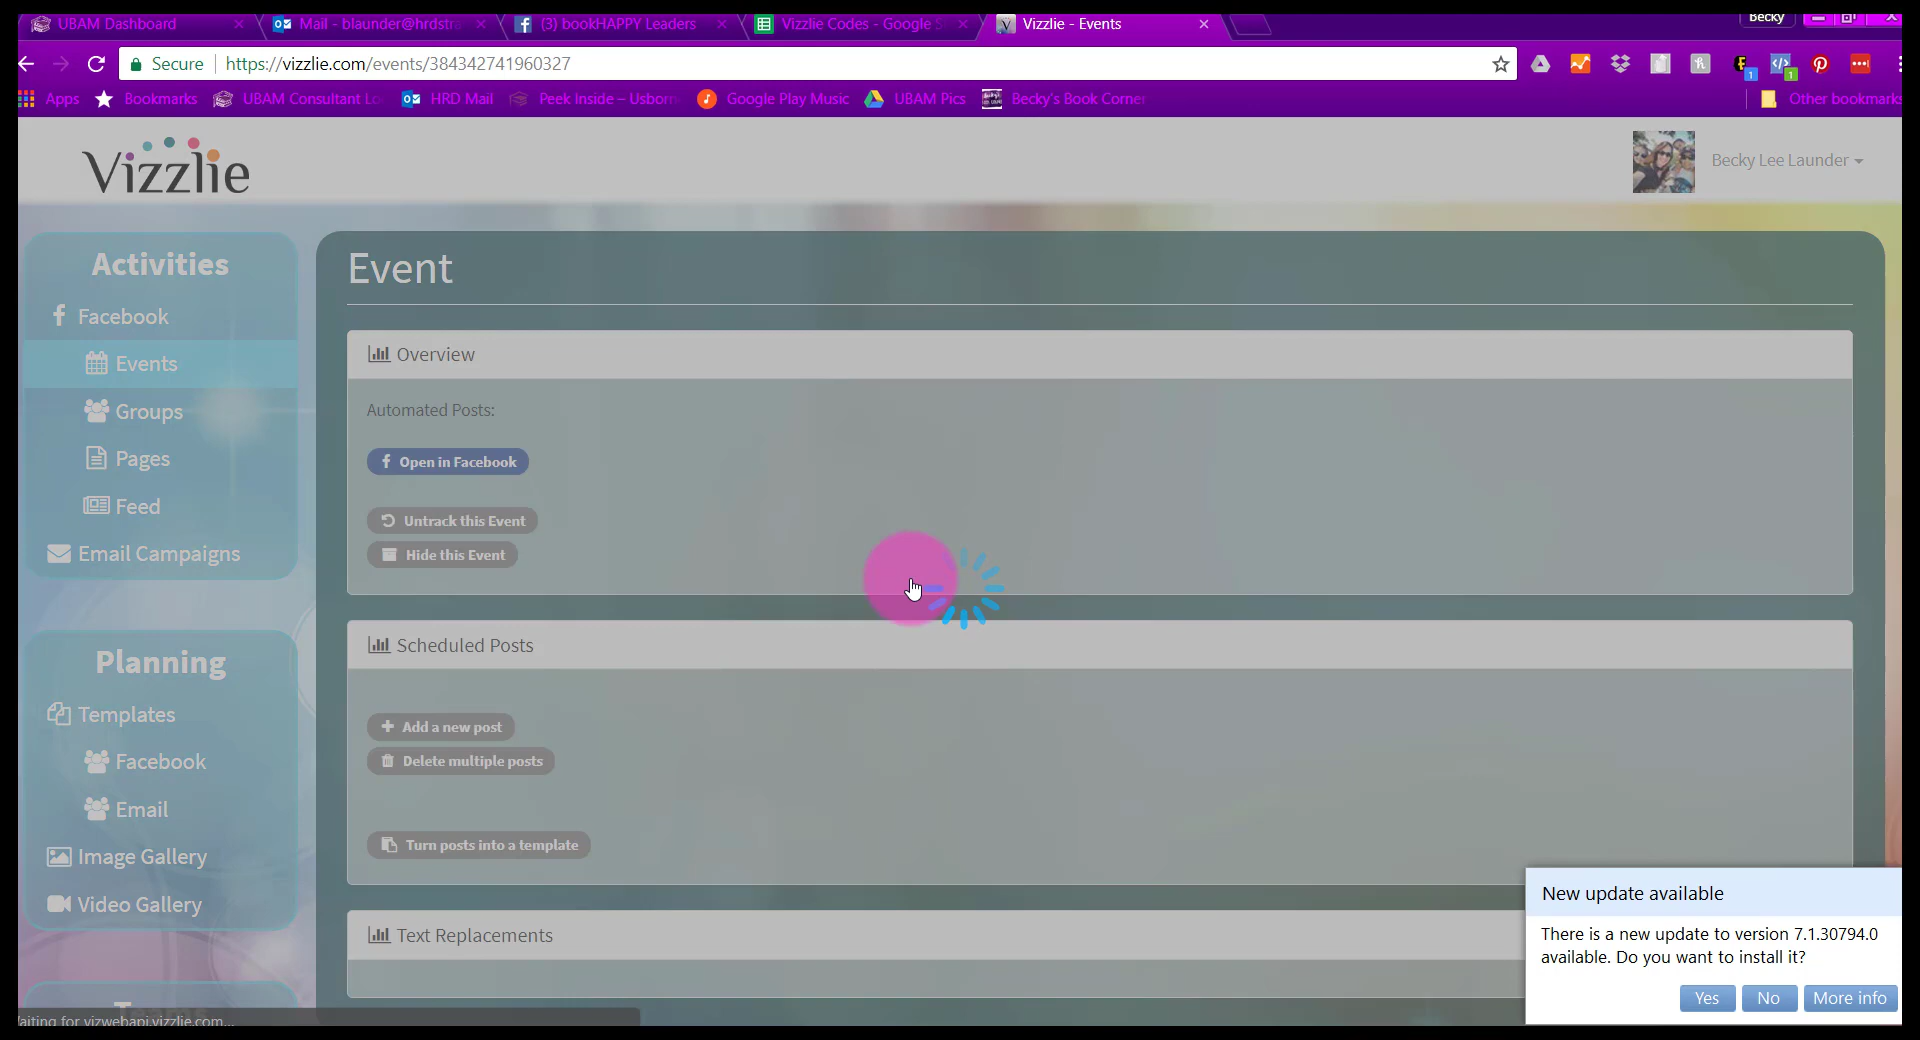 UBAM Dashboard
Mail - blaunder@hrdstra
(3) bookHAPPY Leaders
Vizzlie Codes - Google S
Vizzlie - Events
Becky
Secure
https://vizzlie.com/events/384342741960327
Apps
Bookmarks
UBAM Consultant Lo
HRD Mail
Peek Inside – Usborn
Google Play Music
UBAM Pics
Becky's Book Corner
Other bookmarks
Vizzlie
Becky Lee Launder
Activities
Facebook
Events
Groups
Pages
Feed
Email Campaigns
Planning
Templates
Facebook
Email
Image Gallery
Video Gallery
Event
Overview
Automated Posts:
Open in Facebook
Untrack this Event
Hide this Event
Scheduled Posts
Add a new post
Delete multiple posts
Turn posts into a template
Text Replacements
New update available
There is a new update to version 7.1.30794.0
available. Do you want to install it?
Yes
No
More info
aiting for vizwebapi.vizzlie.com...